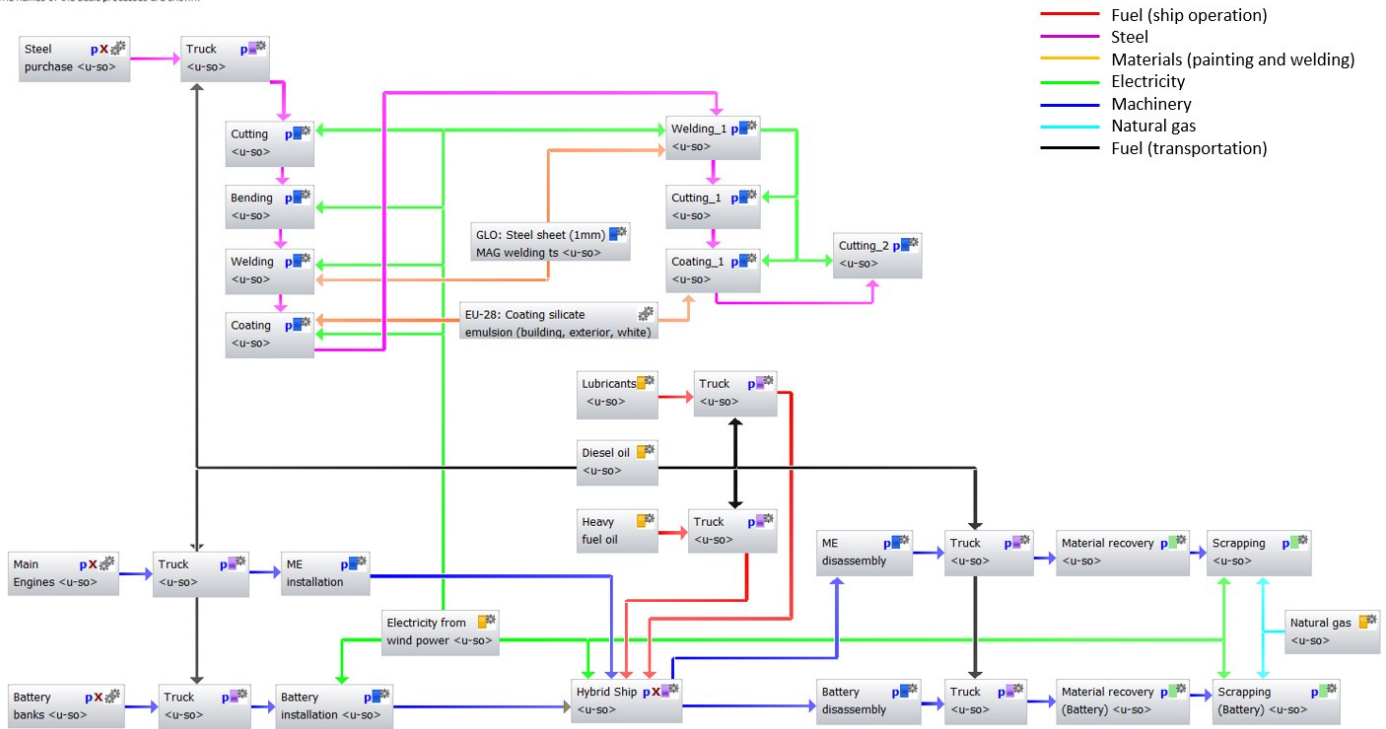 Fuel (ship operation)
Steel
Materials (painting and welding)
Electricity
Machinery
Natural gas
Fuel (transportation)
Steel
purchase <u-so>
Truck
<u-so>
Cutting
<u-so>
Bending
<u-so>
Welding
<u-so>
Coating
<u-so>
Welding_1
<u-so>
Cutting_1
<u-so>
Coating_1
<u-so>
Cutting_2
<u-so>
GLO: Steel sheet (1mm)
MAG welding ts <u-so>
EU-28: Coating silicate
emulsion (building, exterior, white)
Lubricants
<u-so>
Truck
<u-so>
Diesel oil
<u-so>
Heavy
fuel oil
Truck
<u-so>
Main
Engines <u-so>
Truck
<u-so>
ME
installation
ME
disassembly
Truck
<u-so>
Material recovery
<u-so>
Scrapping
<u-so>
Electricity from
wind power <u-so>
Natural gas
<u-so>
Battery
banks <u-so>
Truck
<u-so>
Battery
installation <u-so>
Hybrid Ship
<u-so>
Battery
disassembly
Truck
<u-so>
Material recovery
(Battery) <u-so>
Scrapping
(Battery) <u-so>